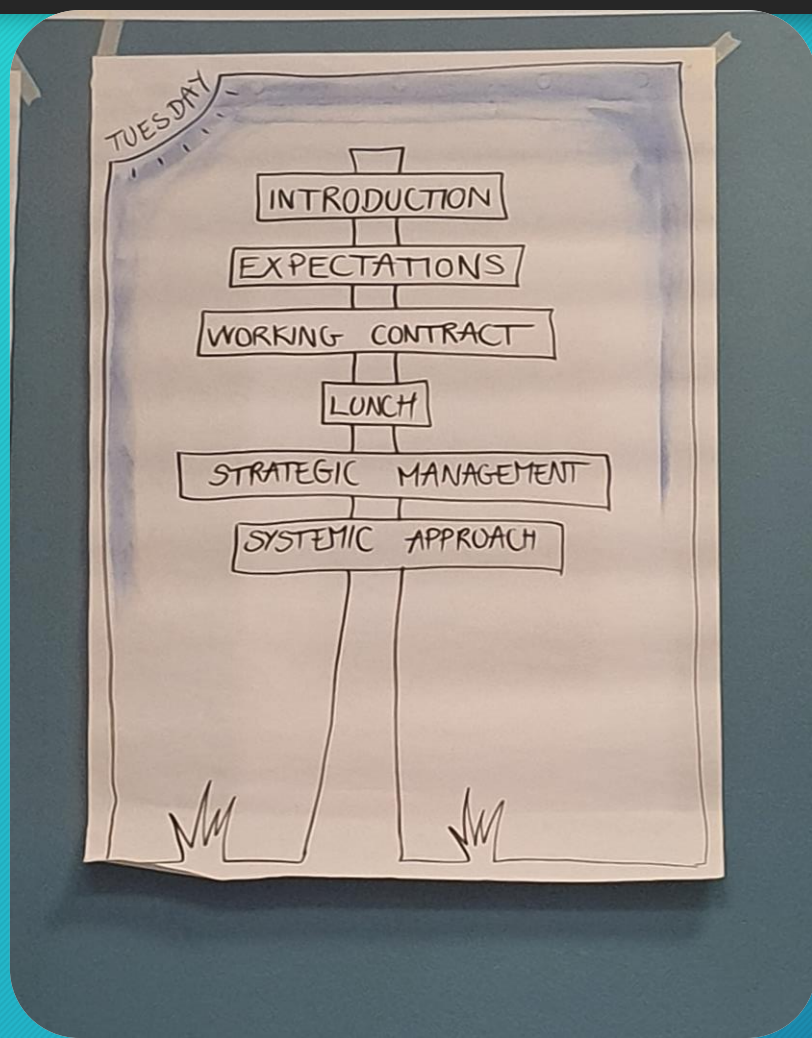 TUESDAY
INTRODUCTION
EXPECTATIONS
WORKING CONTRACT
LUNCH
STRATEGIC MANAGEMENT
SYSTEMIC APPROACH